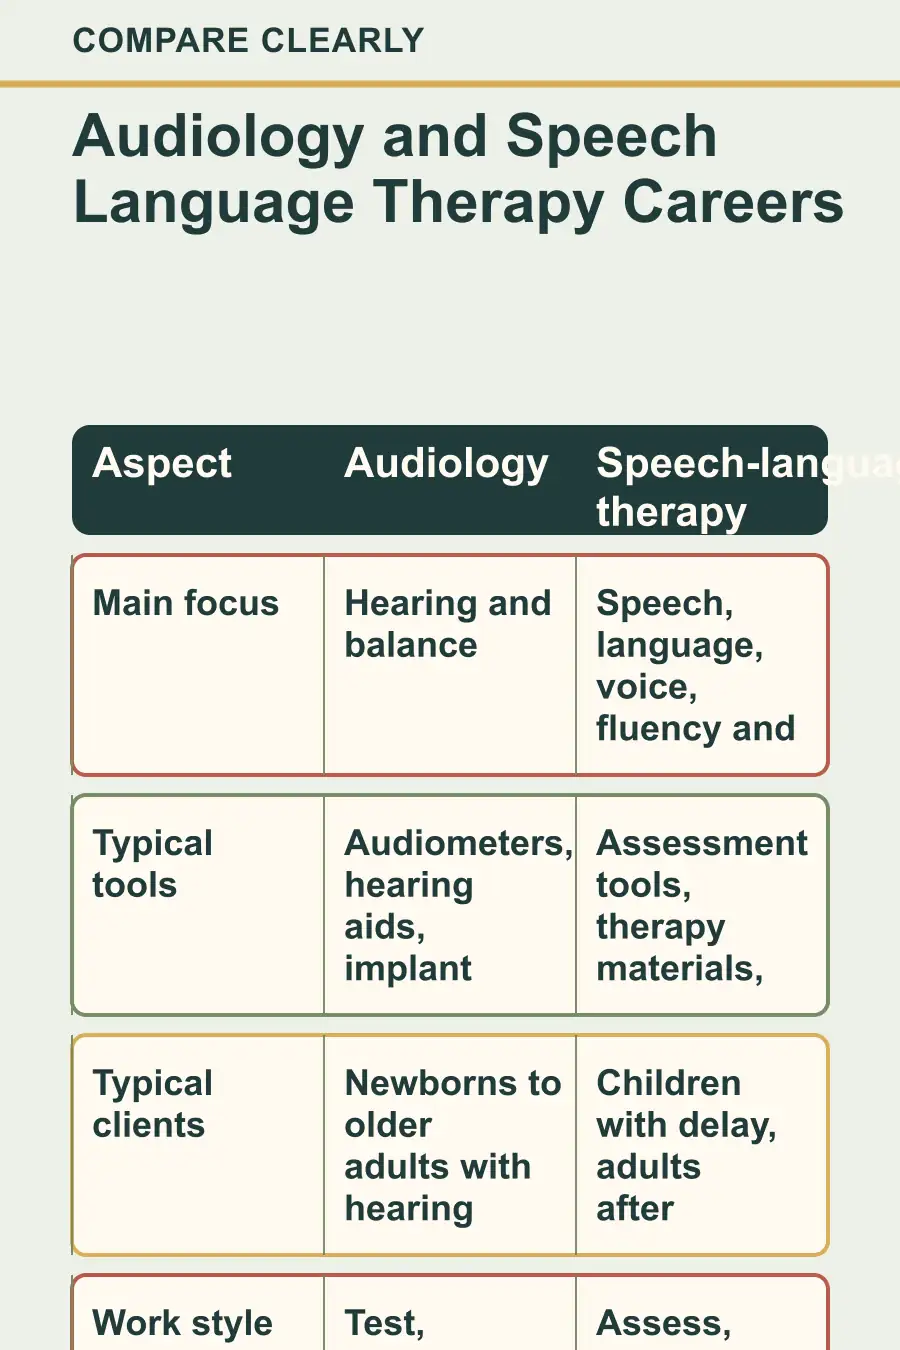 COMPARE CLEARLY
Audiology and Speech
Language Therapy Careers
Aspect
Audiology
Speech-langua
therapy
Main focus
Hearing and
balance
Speech,
language,
voice,
fluency and
Typical
tools
Audiometers,
hearing
aids,
implant
Assessment
tools,
therapy
materials,
Typical
clients
Newborns to
older
adults with
hearing
Children
with delay,
adults
after
Work style
Test,
Assess,